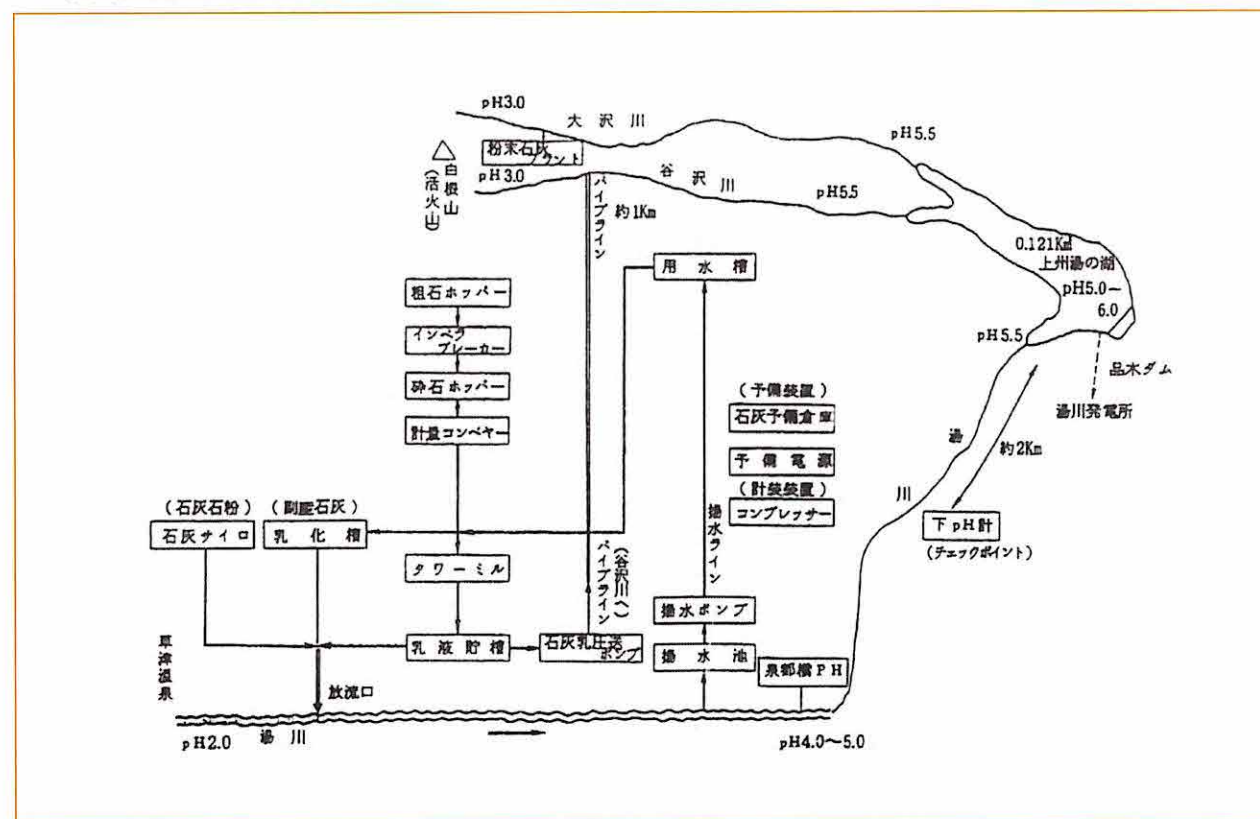 pH3.0
大沢川
粉末石灰
プラント
pH3.0
谷沢川
pH5.5
pH5.5
白根山
(活火山)
パイプライン
約1Km
0.121Km
上州湯の湖
pH5.0〜
6.0
pH5.5
品木ダム
湯川発電所
約2Km
湯川
下pH計
(チェックポイント)
用水槽
粗石ホッパー
インペラ
ブレーカー
砕石ホッパー
計量コンベヤー
(予備装置)
石灰予備倉庫
予備電源
(計装装置)
コンプレッサー
(石灰石粉)
石灰サイロ
(副産石灰)
乳化槽
タワーミル
乳液貯槽
石灰乳圧送
ポンプ
パイプライン
(谷沢川へ)
揚水ライン
揚水ポンプ
揚水池
泉都橋PH
草津温泉
放流口
pH2.0
湯川
pH4.0〜5.0